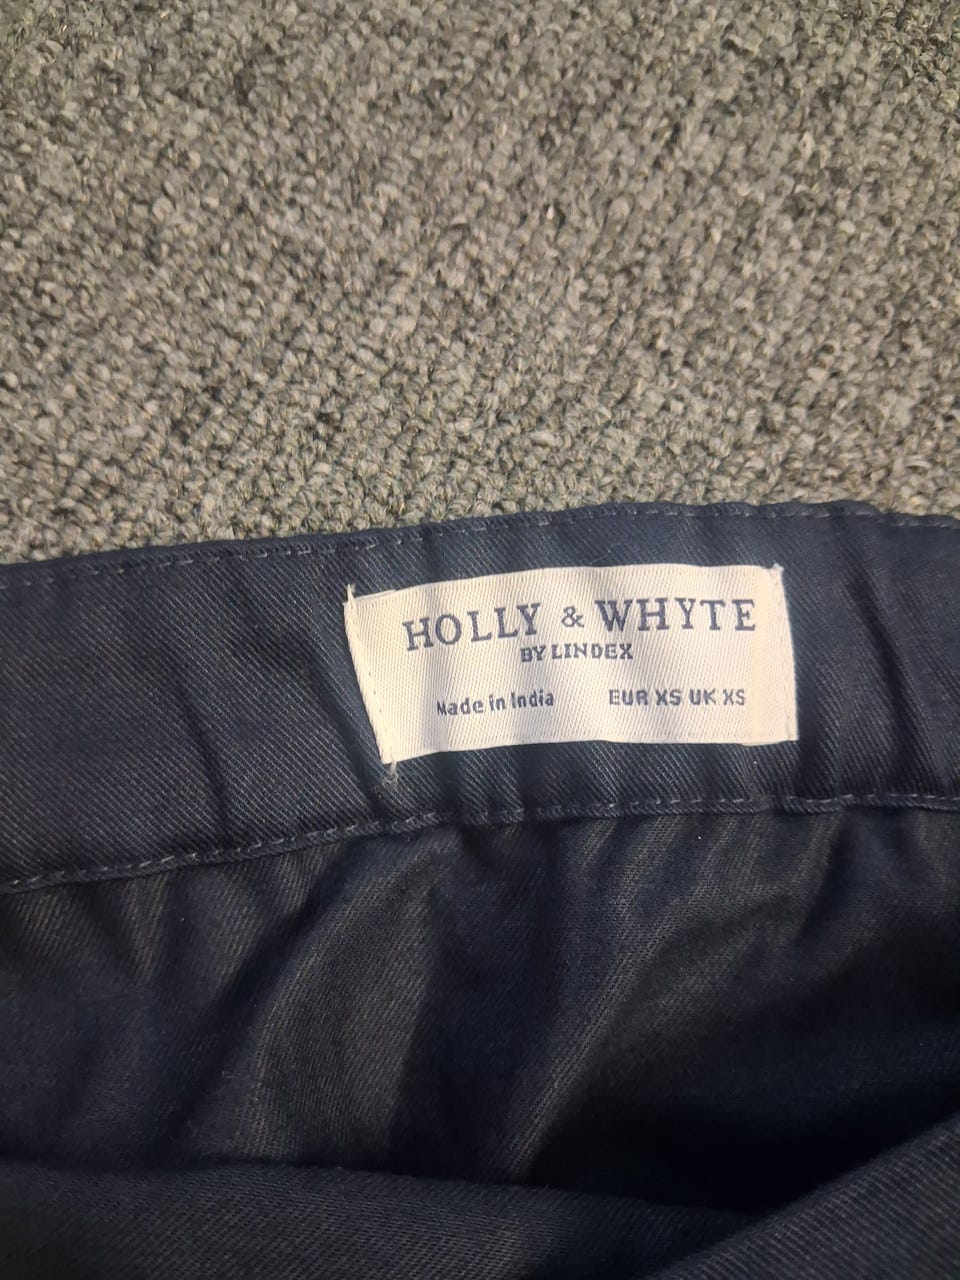 HOLLY & WHYTE
BY LINDEX
Made in India EUR XS UK XS